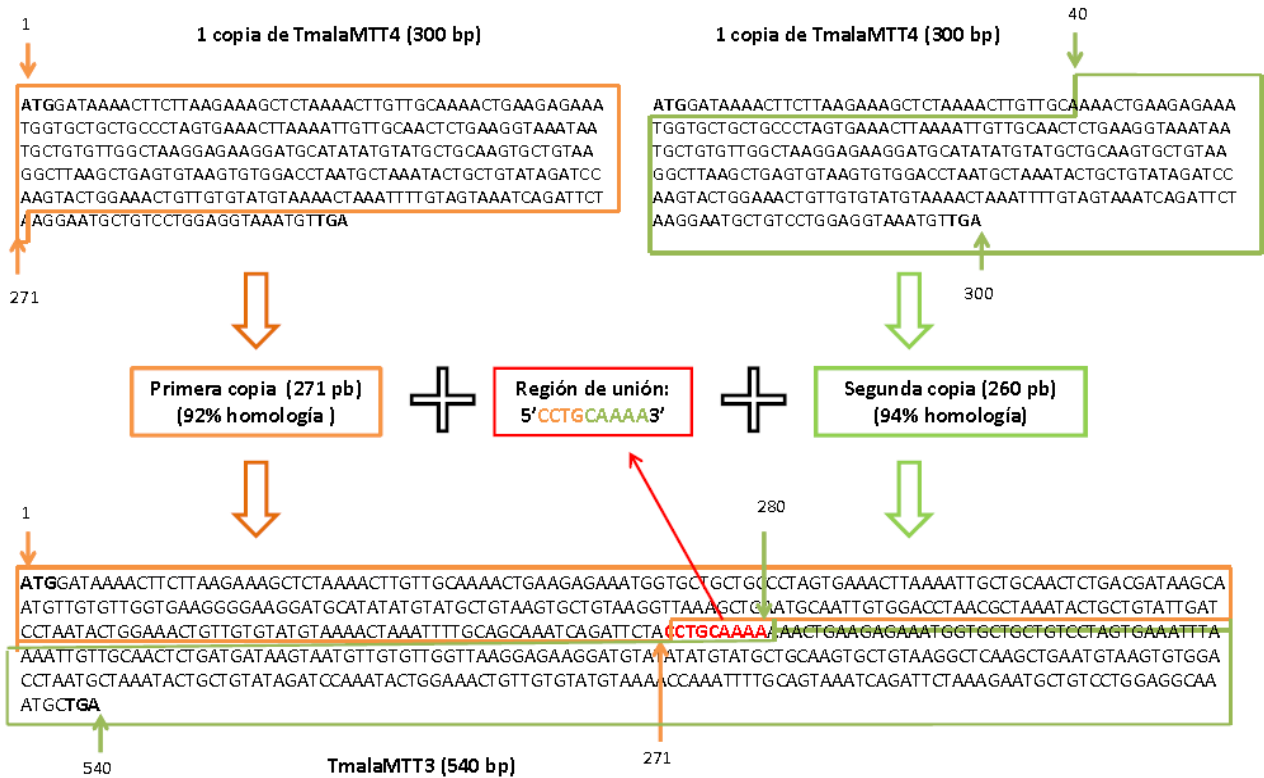 1
1 copia de TmalaMTT4 (300 bp)
1 copia de TmalaMTT4 (300 bp)
40
ATGGATAAAACTTCTTAAGAAAGCTCTAAAACTTGTTGCAAAACTGAAGAGAAA
TGGTGCTGCTGCCCTAGTGAAACTTAAAATTGTTGCAACTCTGAAGGTAAATAA
TGCTGTGTTGGCTAAGGAGAAGGATGCATATATGTATGCTGCAAGTGCTGTAA
GGCTTAAGCTGAGTGTAAGTGTGGACCTAATGCTAAATACTGCTGTATAGATCC
AAGTACTGGAAACTGTTGTGTATGTAAAACTAAATTTTGTAGTAAATCAGATTCT
AAGGAATGCTGTCCTGGAGGTAAATGTTGA
271
ATGGATAAAACTTCTTAAGAAAGCTCTAAAACTTGTTGCAAAACTGAAGAGAAA
TGGTGCTGCTGCCCTAGTGAAACTTAAAATTGTTGCAACTCTGAAGGTAAATAA
TGCTGTGTTGGCTAAGGAGAAGGATGCATATATGTATGCTGCAAGTGCTGTAA
GGCTTAAGCTGAGTGTAAGTGTGGACCTAATGCTAAATACTGCTGTATAGATCC
AAGTACTGGAAACTGTTGTGTATGTAAAACTAAATTTTGTAGTAAATCAGATTCT
AAGGAATGCTGTCCTGGAGGTAAATGTTGA
300
Primera copia (271 pb)
(92% homología )
Región de unión:
5’CCTGCAAAA3’
Segunda copia (260 pb)
(94% homología)
1
280
ATGGATAAAACTTCTTAAGAAAGCTCTAAAACTTGTTGCAAAACTGAAGAGAAATGGTGCTGCTGCCCTAGTGAAACTTAAAATTGCTGCAACTCTGACGATAAGCA
ATGTTGTGTTGGTGAAGGGGAAGGATGCATATATGTATGCTGTAAGTGCTGTAAGGTTAAAGCTGAATGCAATTGTGGACCTAACGCTAAATACTGCTGTATTGAT
CCTAATACTGGAAACTGTTGTGTATGTAAAACTAAATTTTGCAGCAAATCAGATTCTACCTGCAAAAAAACTGAAGAGAAATGGTGCTGCTGTCCTAGTGAAATTTA
AAATTGTTGCAACTCTGATGATAAGTAATGTTGTGTTGGTTAAGGAGAAGGATGTATATATGTATGCTGCAAGTGCTGTAAGGCTCAAGCTGAATGTAAGTGTGGA
CCTAATGCTAAATACTGCTGTATAGATCCAAATACTGGAAACTGTTGTGTATGTAAAACCAAATTTTGCAGTAAATCAGATTCTAAAGAATGCTGTCCTGGAGGCAA
ATGCTGA
540
TmalaMTT3 (540 bp)
271